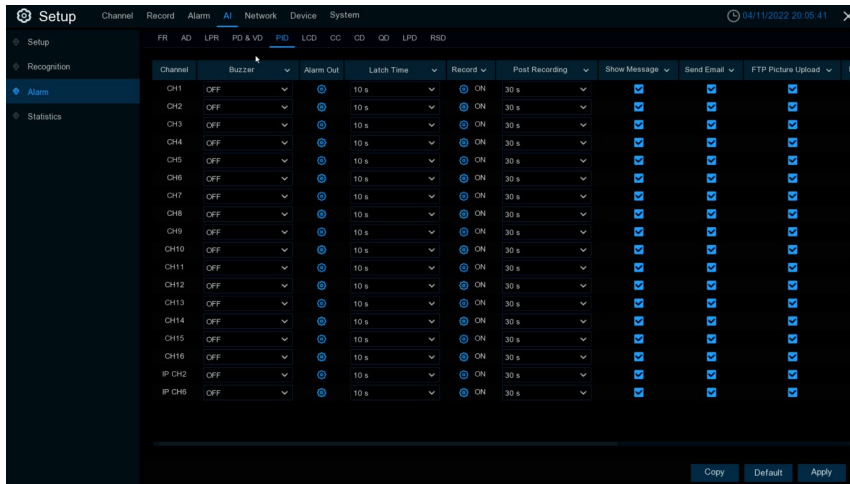 Setup Channel Record Alarm AI Network Device System 04/11/2022 20:05:41
Setup FR AD LPR PD & VD PID LCD CC CD QD LPD RSD
Recognition
Channel Buzzer Alarm Out Latch Time Record Post Recording Show Message Send Email FTP Picture Upload
Alarm CH1 OFF 10 s ON 30 s
CH2 OFF 10 s ON 30 s
Statistics CH3 OFF 10 s ON 30 s
CH4 OFF 10 s ON 30 s
CH5 OFF 10 s ON 30 s
CH6 OFF 10 s ON 30 s
CH7 OFF 10 s ON 30 s
CH8 OFF 10 s ON 30 s
CH9 OFF 10 s ON 30 s
CH10 OFF 10 s ON 30 s
CH11 OFF 10 s ON 30 s
CH12 OFF 10 s ON 30 s
CH13 OFF 10 s ON 30 s
CH14 OFF 10 s ON 30 s
CH15 OFF 10 s ON 30 s
CH16 OFF 10 s ON 30 s
IP CH2 OFF 10 s ON 30 s
IP CH6 OFF 10 s ON 30 s
Copy Default Apply